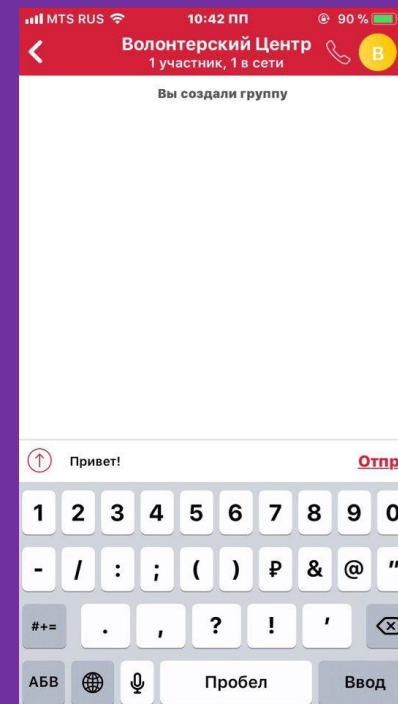 MTS RUS 10:42 ПП 90 %
Волонтерский Центр
1 участник, 1 в сети
В
Вы создали группу
Привет! Отпр
1 2 3 4 5 6 7 8 9 0
- / : ; ( ) ₽ & @ "
#+= . , ? ! '
АБВ Пробел Ввод